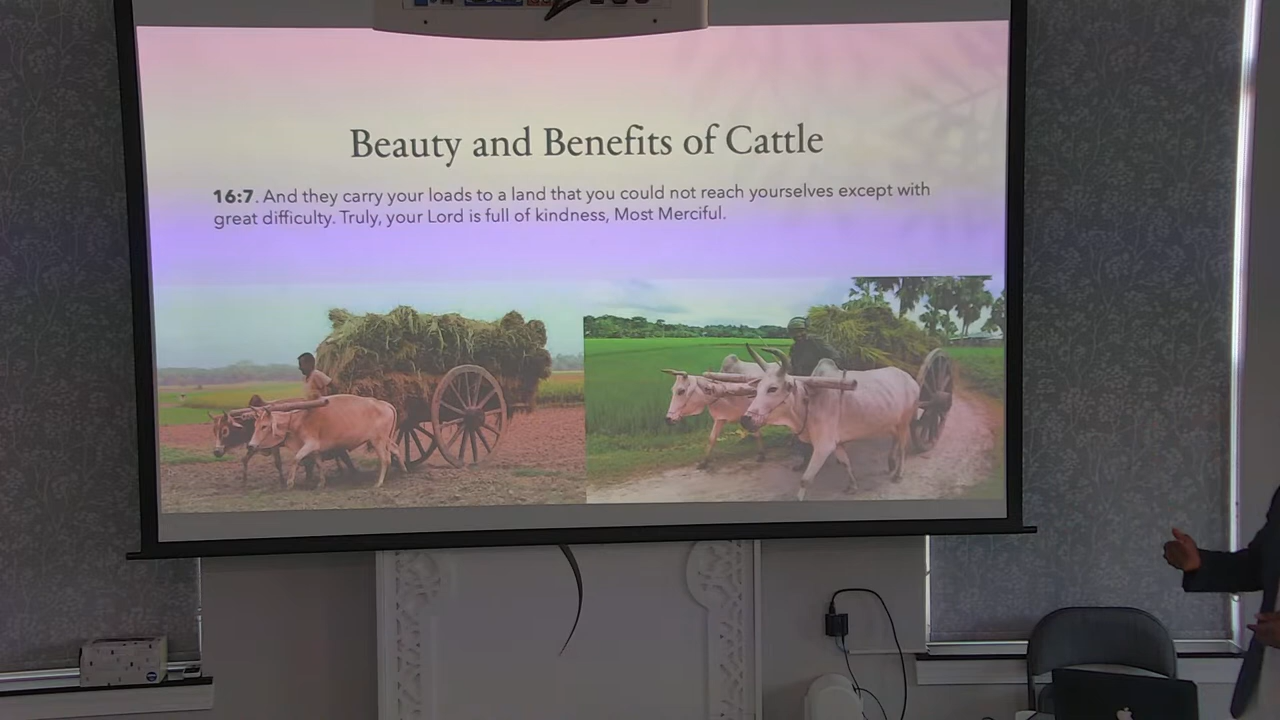 Beauty and Benefits of Cattle
16:7. And they carry your loads to a land that you could not reach yourselves except with
great difficulty. Truly, your Lord is full of kindness, Most Merciful.